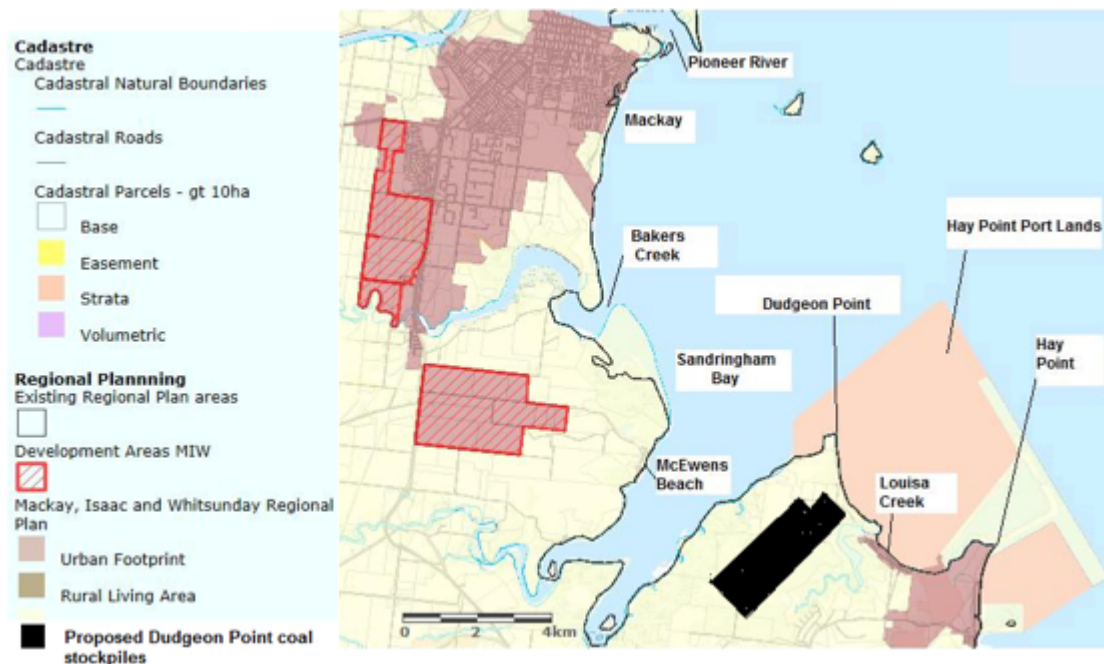 Cadastre
Cadastre
Cadastral Natural Boundaries
Cadastral Roads
Cadastral Parcels - gt 10ha
Base
Easement
Strata
Volumetric
Regional Plannning
Existing Regional Plan areas
Development Areas MIW
Mackay, Isaac and Whitsunday Regional
Plan
Urban Footprint
Rural Living Area
Proposed Dudgeon Point coal
stockpiles
Pioneer River
Mackay
Bakers
Creek
Hay Point Port Lands
Dudgeon Point
Hay
Point
Sandringham
Bay
McEwens
Beach
Louisa
Creek
0 2 4km